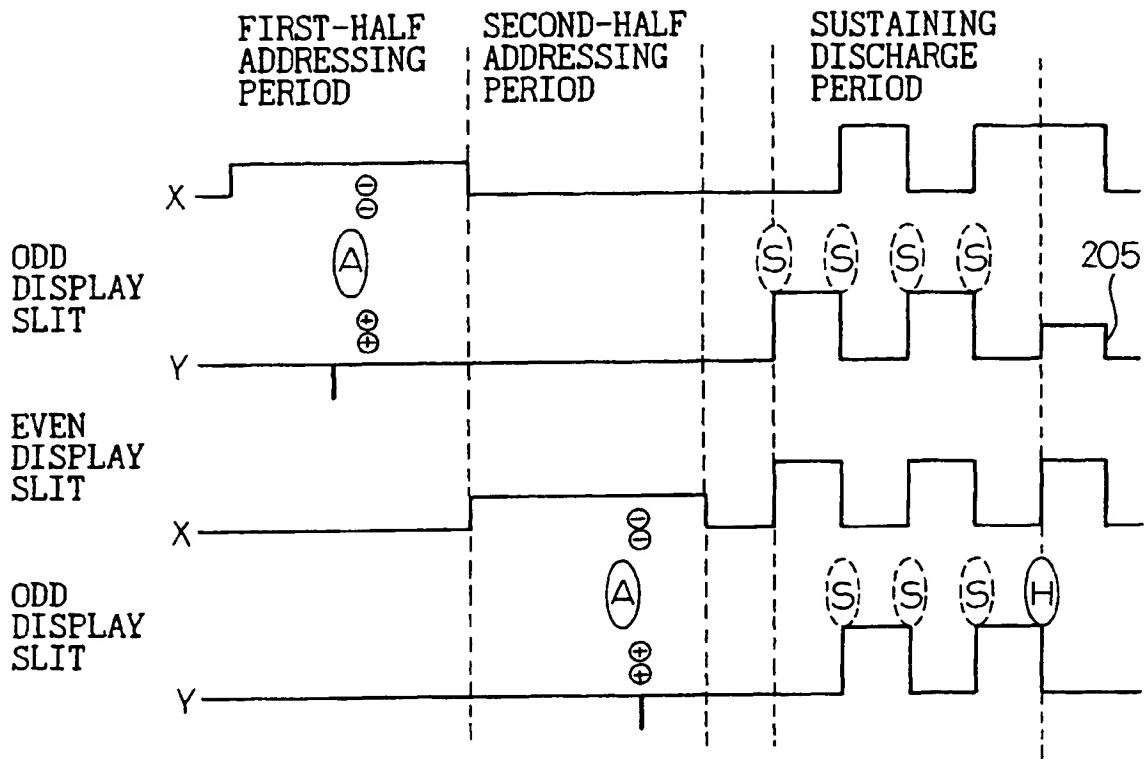 FIRST-HALF
ADDRESSING
PERIOD
SECOND-HALF
ADDRESSING
PERIOD
SUSTAINING
DISCHARGE
PERIOD
X
ODD
DISPLAY
SLIT
A
S S S S
205
Y
EVEN
DISPLAY
SLIT
X
ODD
DISPLAY
SLIT
A
S S S H
Y